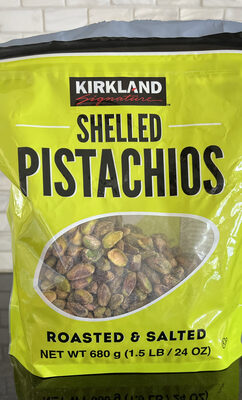 KIRKLAND
Signature
SHELLED
PISTACHIOS
ROASTED & SALTED
NET WT 680 g (1.5 LB / 24 OZ)